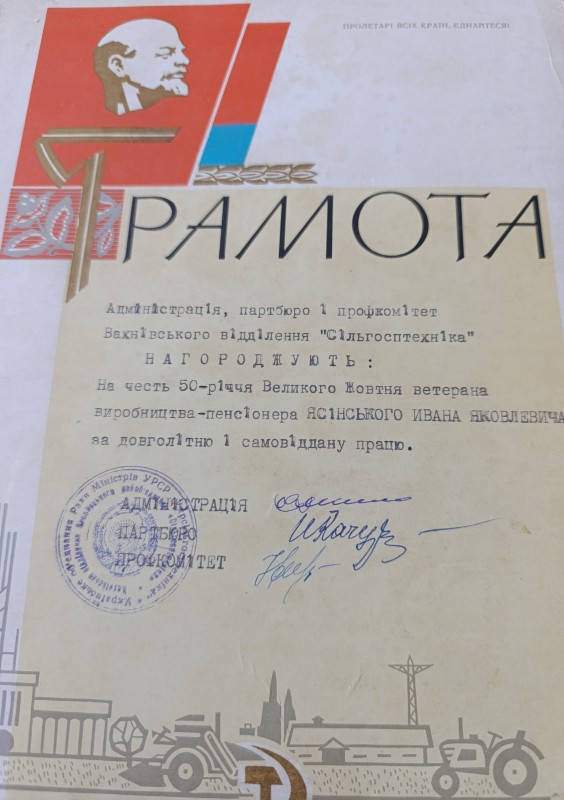 ПРОЛЕТАРІ ВСІХ КРАЇН, ЄДНАЙТЕСЯ!
ГРАМОТА
Адміністрація, партбюро і профкомітет
Вахнівського відділення "Сільгосптехніка"
НАГОРОДЖУЮТЬ:
На честь 50-річчя Великого Жовтня ветерана
виробництва-пенсіонера ЯСІНСЬКОГО ИВАНА ЯКОВЛЕВИЧА
за довголітню і самовіддану працю.
АДМІНІСТРАЦІЯ
ПАРТБЮРО
ПРОФКОМІТЕТ